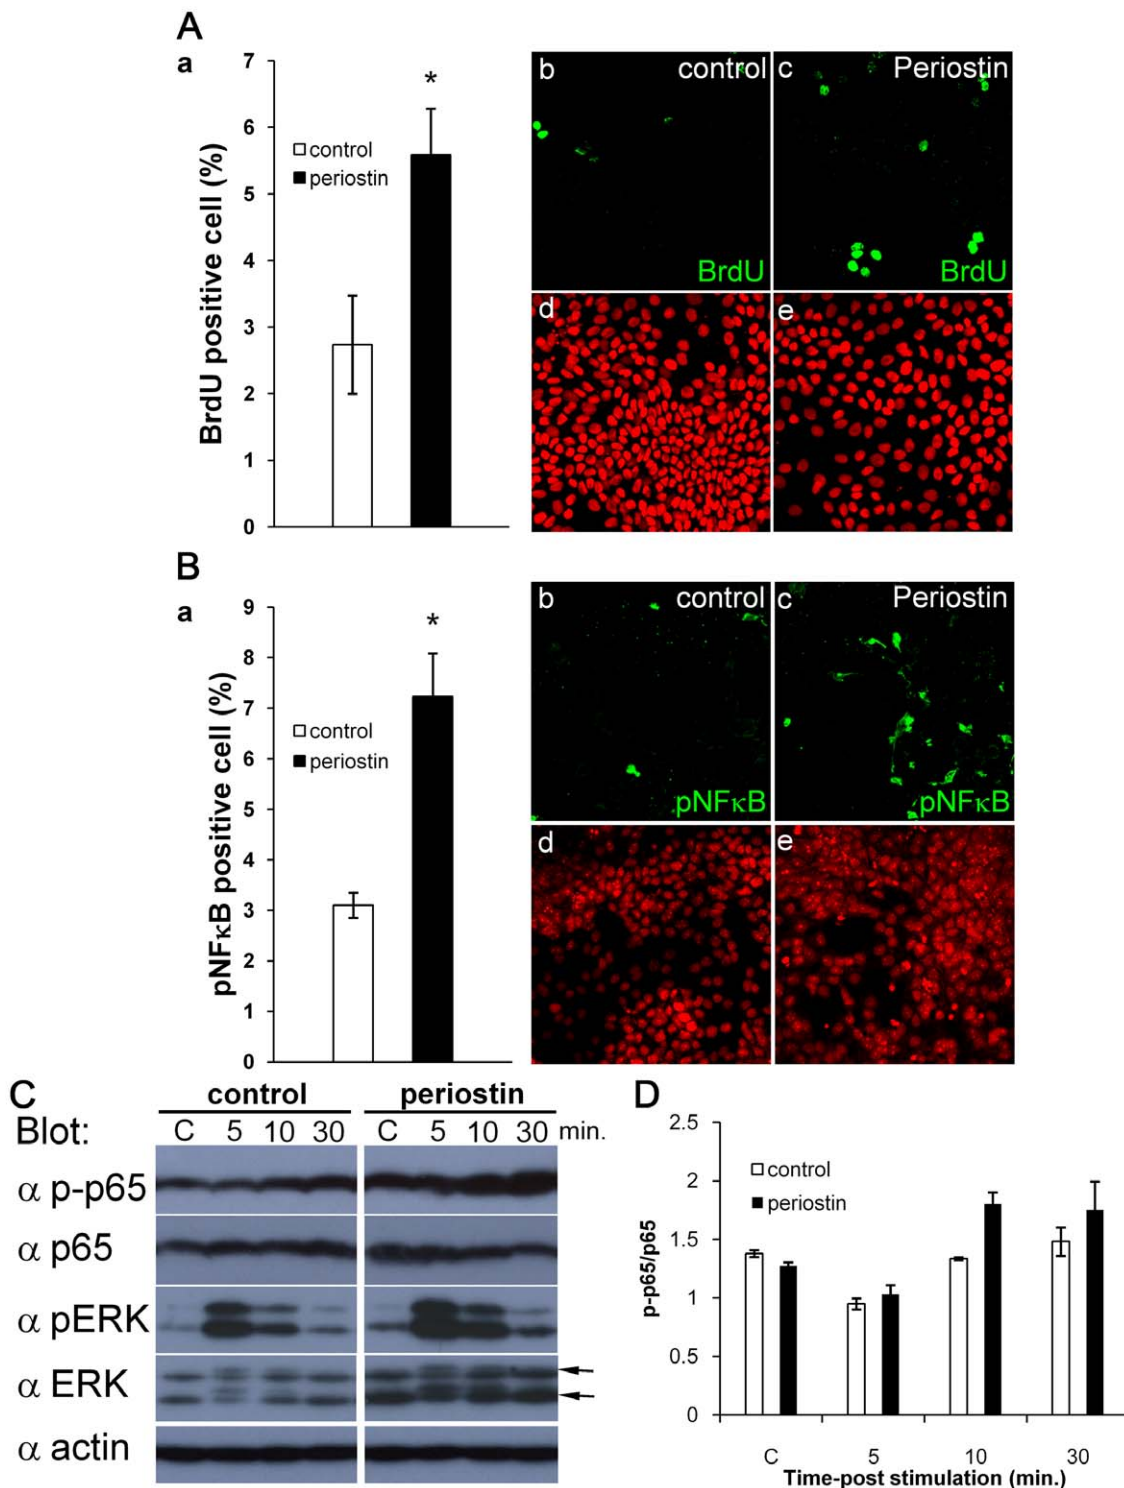 A
a
7
6
5
4
3
2
1
0
BrdU positive cell (%)
*
control
periostin
b control
BrdU
c Periostin
BrdU
d
e
B
a
9
8
7
6
5
4
3
2
1
0
pNFκB positive cell (%)
*
control
periostin
b control
pNFκB
c Periostin
pNFκB
d
e
C
control periostin
Blot: C 5 10 30 C 5 10 30 min.
α p-p65
α p65
α pERK
α ERK
α actin
D
2.5
2
1.5
1
0.5
0
p-p65/p65
control
periostin
C 5 10 30
Time-post stimulation (min.)